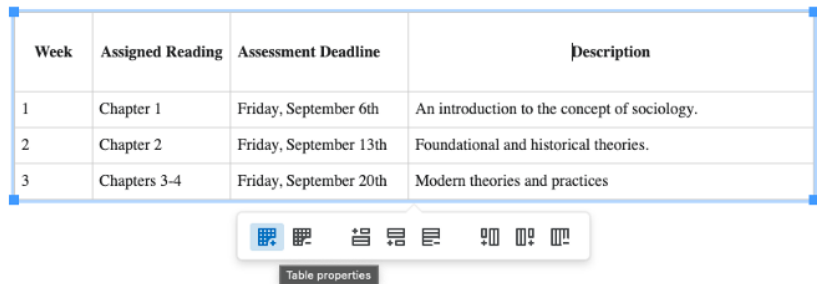 Week Assigned Reading Assessment Deadline Description
1 Chapter 1 Friday, September 6th An introduction to the concept of sociology.
2 Chapter 2 Friday, September 13th Foundational and historical theories.
3 Chapters 3-4 Friday, September 20th Modern theories and practices
Table properties